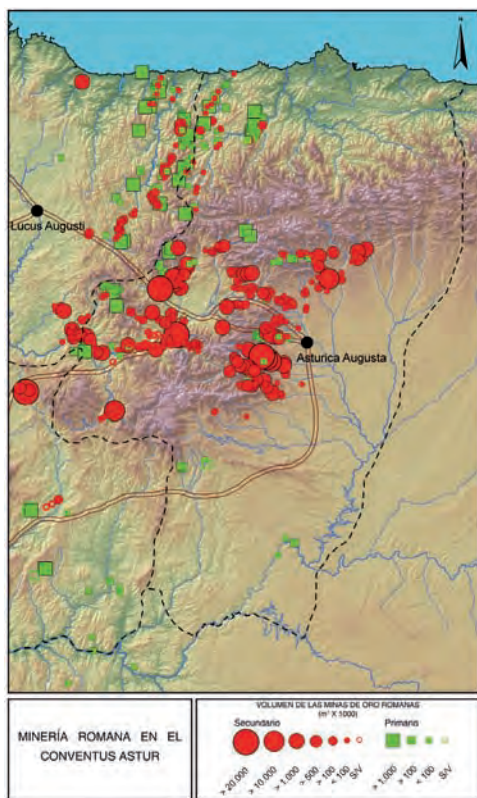 N
Lucus Augusti
Asturica Augusta
MINERÍA ROMANA EN EL
CONVENTUS ASTUR
VOLUMEN DE LAS MINAS DE ORO ROMANAS
(m³ X 1000)
Secundario
Primario
> 20.000
> 10.000
> 1.000
> 500
> 100
< 100
S/V
> 1.000
> 100
< 100
S/V